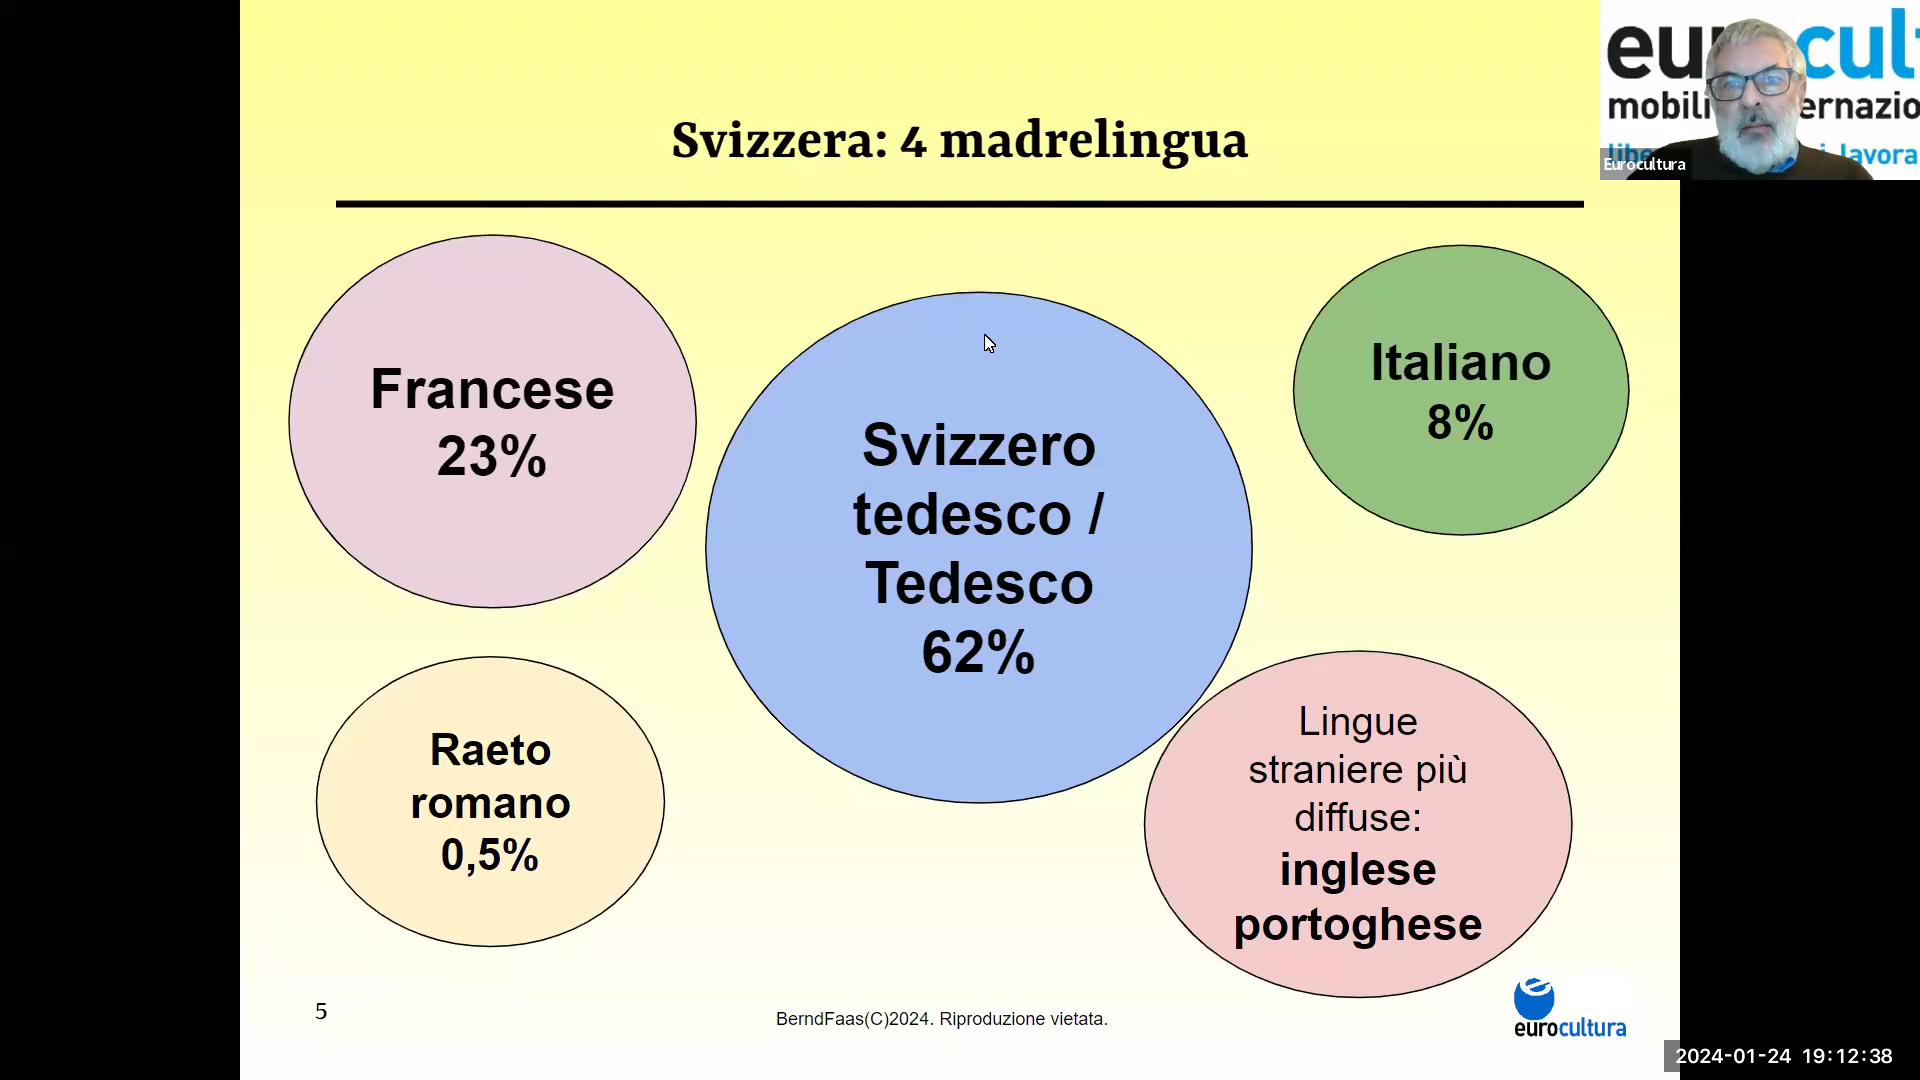 Svizzera: 4 madrelingua
Francese
23%
Svizzero
tedesco /
Tedesco
62%
Italiano
8%
Raeto
romano
0,5%
Lingue
straniere più
diffuse:
inglese
portoghese
5
BerndFaas(C)2024. Riproduzione vietata.
eurocultura
Eurocultura
lavora
2024-01-24 19:12:38